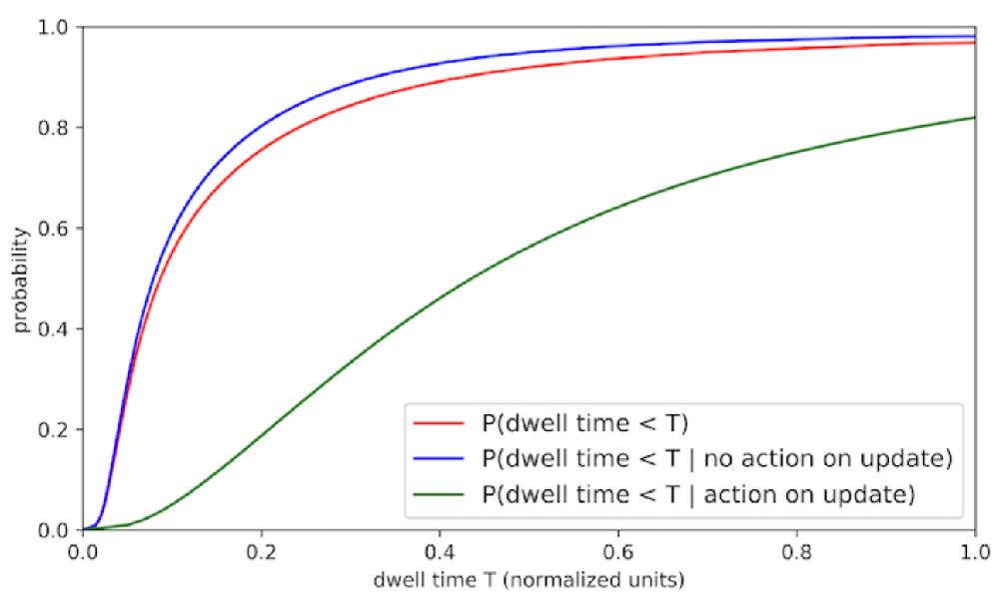 1.0
0.8
0.6
0.4
0.2
0.0
probability
P(dwell time < T)
P(dwell time < T | no action on update)
P(dwell time < T | action on update)
0.0 0.2 0.4 0.6 0.8 1.0
dwell time T (normalized units)